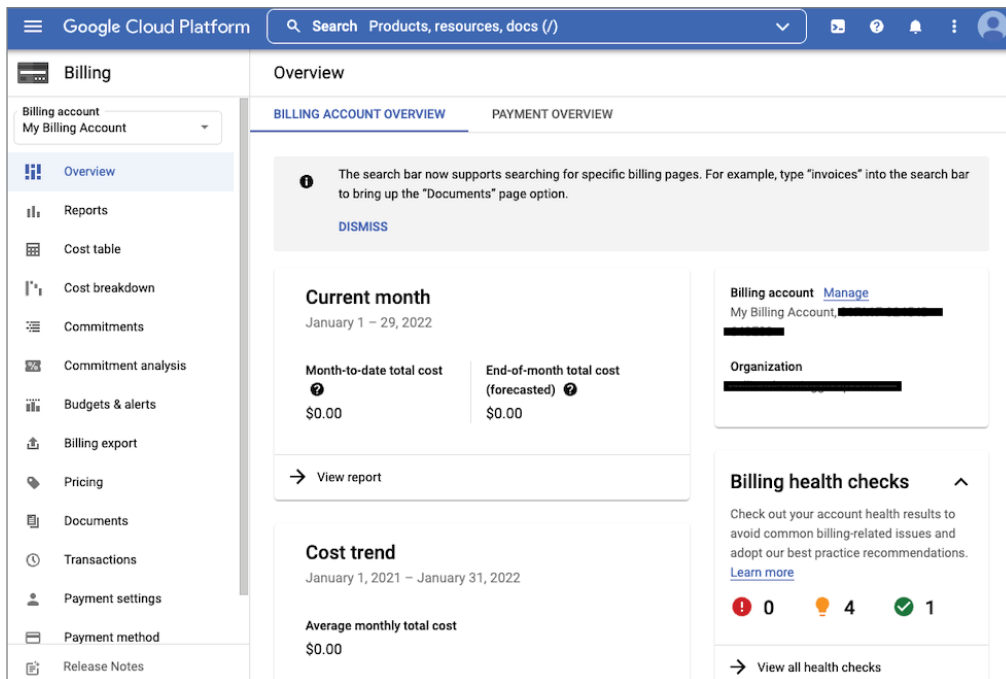 Google Cloud Platform
Search Products, resources, docs (/)
Billing
Billing account
My Billing Account
Overview
Reports
Cost table
Cost breakdown
Commitments
Commitment analysis
Budgets & alerts
Billing export
Pricing
Documents
Transactions
Payment settings
Payment method
Release Notes
Overview
BILLING ACCOUNT OVERVIEW
PAYMENT OVERVIEW
The search bar now supports searching for specific billing pages. For example, type "invoices" into the search bar
to bring up the "Documents" page option.
DISMISS
Current month
January 1 – 29, 2022
Month-to-date total cost
$0.00
End-of-month total cost
(forecasted)
$0.00
View report
Cost trend
January 1, 2021 – January 31, 2022
Average monthly total cost
$0.00
Billing account Manage
My Billing Account,
Organization
Billing health checks
Check out your account health results to
avoid common billing-related issues and
adopt our best practice recommendations.
Learn more
0 4 1
View all health checks